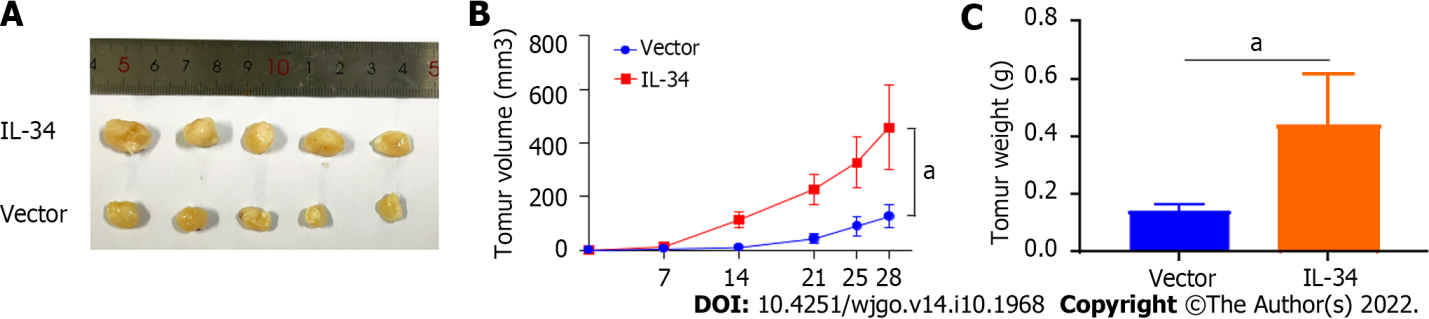 A
4 5 6 7 8 9 10 1 2 3 4 5
IL-34
Vector
B
Tomur volume (mm3)
800
600
400
200
0
Vector
IL-34
a
7 14 21 25 28
C
Tomur weight (g)
0.8
0.6
0.4
0.2
0.0
a
Vector IL-34
DOI: 10.4251/wjgo.v14.i10.1968 Copyright ©The Author(s) 2022.